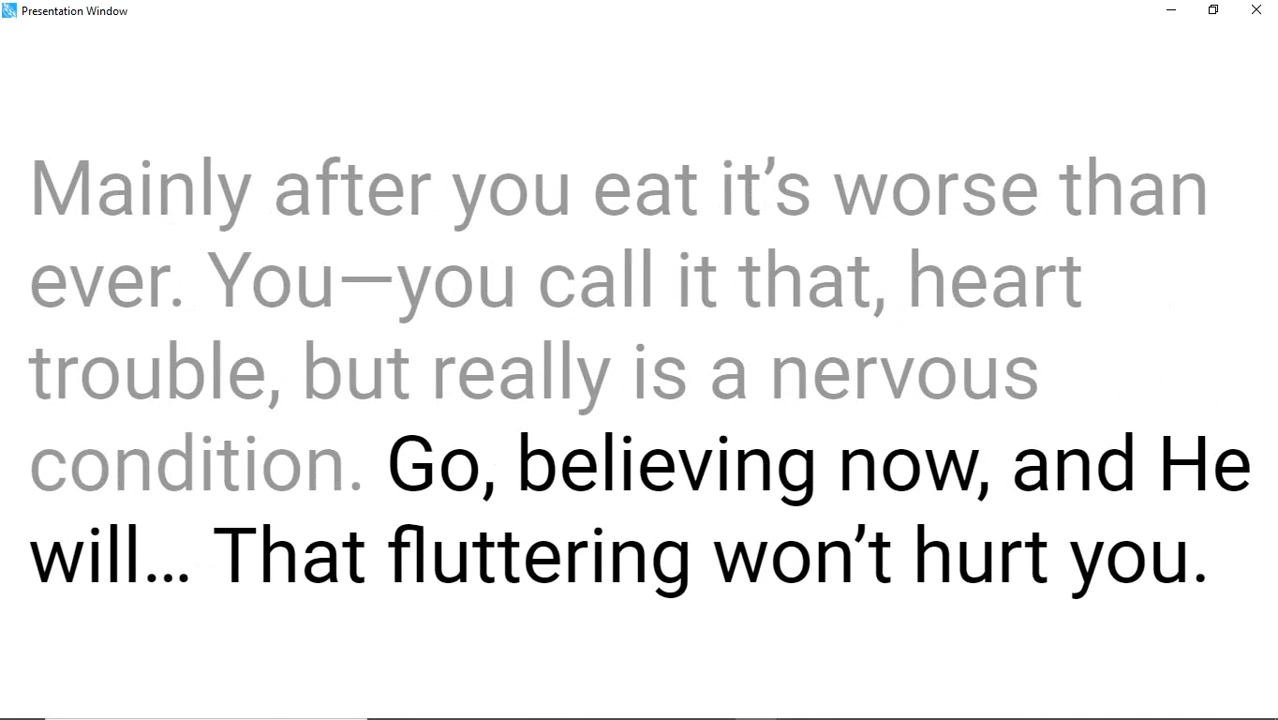 Presentation Window
Mainly after you eat it’s worse than
ever. You—you call it that, heart
trouble, but really is a nervous
condition. Go, believing now, and He
will… That fluttering won’t hurt you.